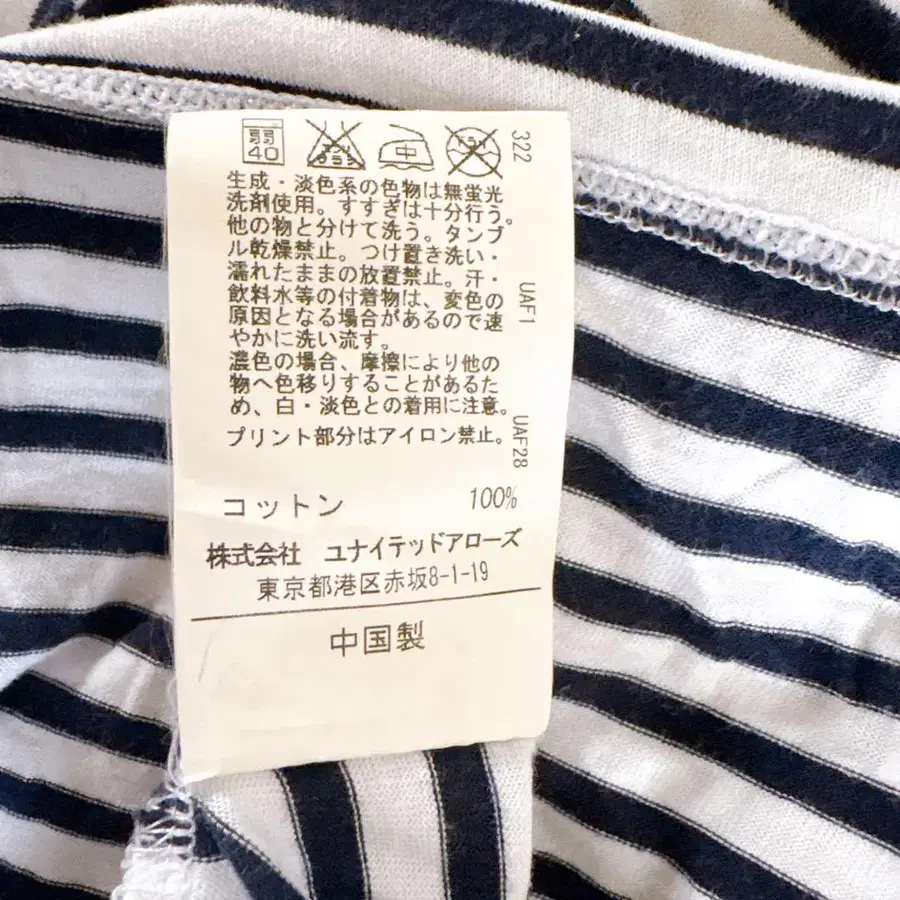 弱
40
エンソ
サラシ
中
ドライ
生成・淡色系の色物は無蛍光
洗剤使用。すすぎは十分行う。
他の物と分けて洗う。タンブ
ル乾燥禁止。つけ置き洗い・
濡れたままの放置禁止。汗・
飲料水等の付着物は、変色の
原因となる場合があるので速
やかに洗い流す。
濃色の場合、摩擦により他の
物へ色移りすることがあるた
め、白・淡色との着用に注意。
プリント部分はアイロン禁止。
322
UAF1
UAF28
コットン 100%
株式会社 ユナイテッドアローズ
東京都港区赤坂8-1-19
中国製